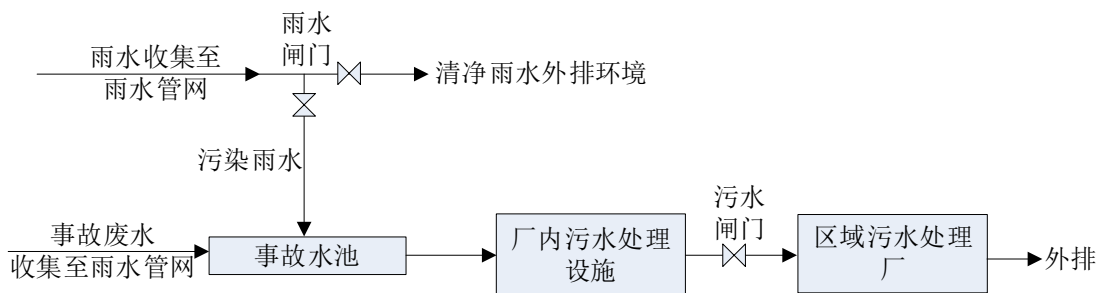 雨水收集至
雨水管网
雨水
闸门
清净雨水外排环境
污染雨水
事故废水
收集至雨水管网
事故水池
厂内污水处理
设施
污水
闸门
区域污水处理
厂
外排